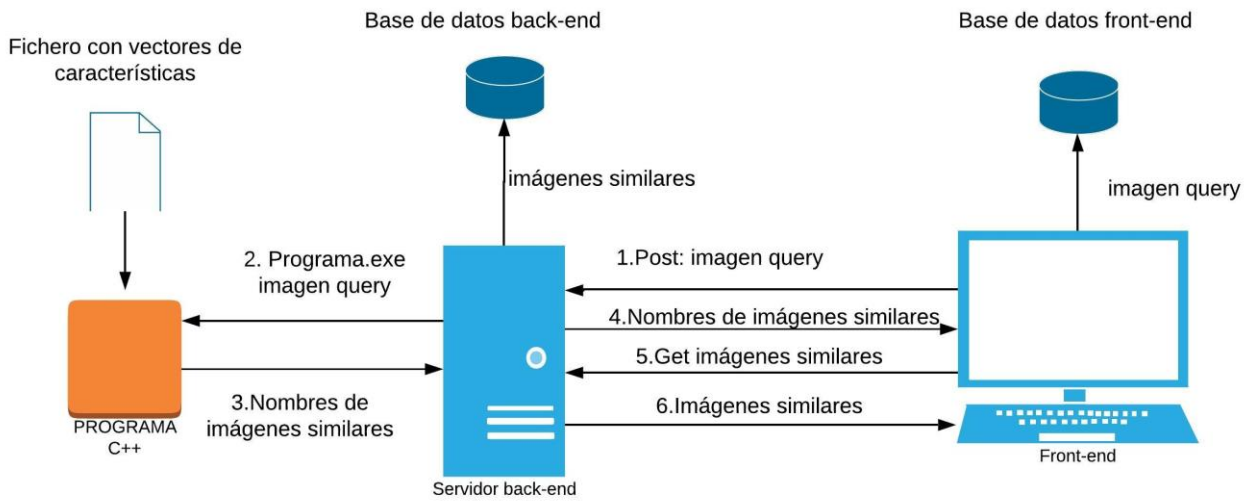 Base de datos back-end
Base de datos front-end
Fichero con vectores de
características
imágenes similares
imagen query
2. Programa.exe
imagen query
1.Post: imagen query
4.Nombres de imágenes similares
5.Get imágenes similares
3.Nombres de
imágenes similares
6.Imágenes similares
PROGRAMA
C++
Servidor back-end
Front-end